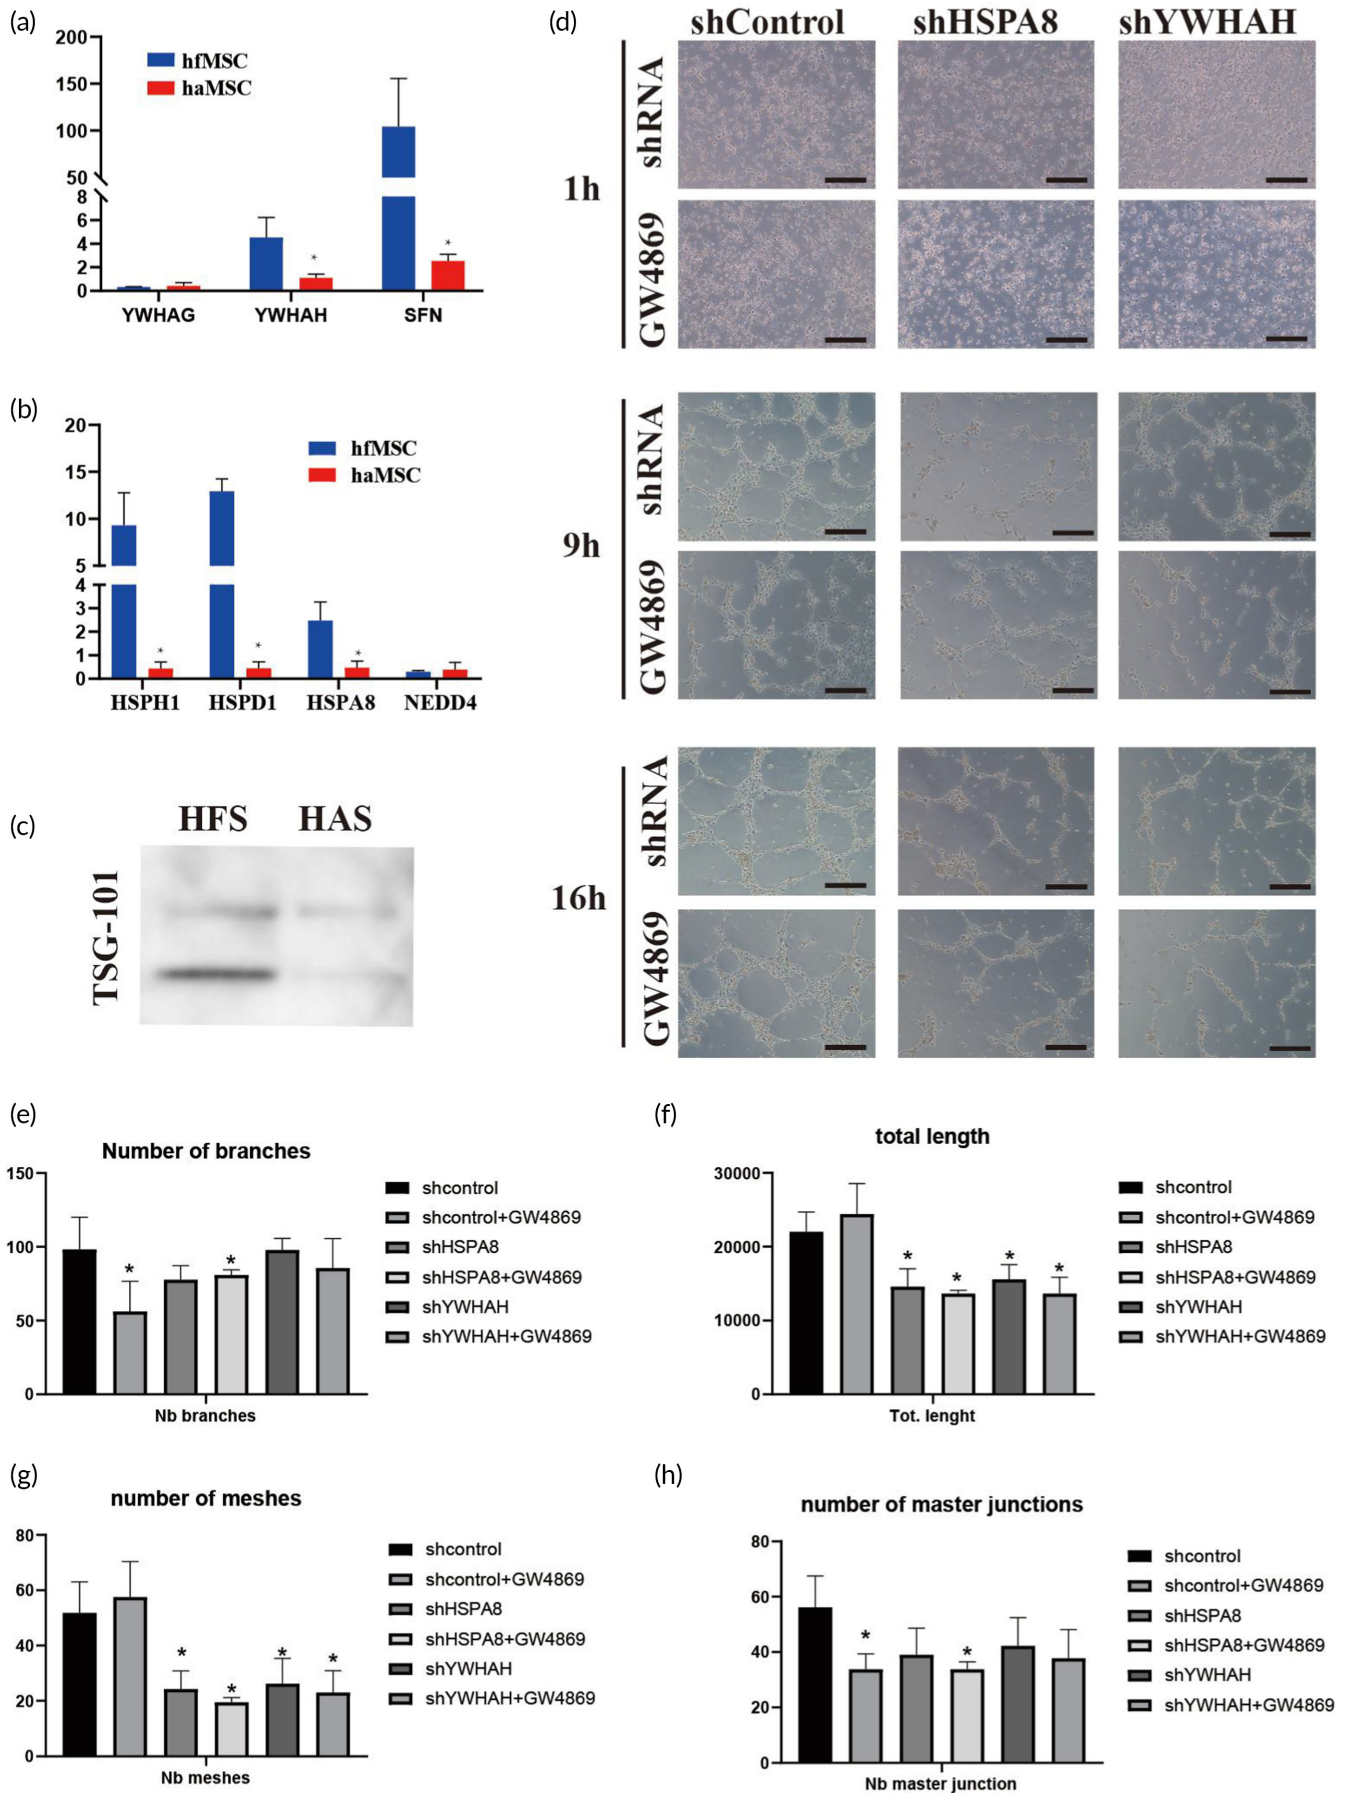 (a)
200
150
100
50
8
6
4
2
0
hfMSC
haMSC
*
*
YWHAG YWHAH SFN
(b)
20
15
10
5
4
3
2
1
0
hfMSC
haMSC
* * *
HSPH1 HSPD1 HSPA8 NEDD4
(c)
HFS HAS
TSG-101
(d)
shControl shHSPA8 shYWHAH
1h
shRNA
GW4869
9h
shRNA
GW4869
16h
shRNA
GW4869
(e)
Number of branches
150
100
50
0
* *
Nb branches
shcontrol
shcontrol+GW4869
shHSPA8
shHSPA8+GW4869
shYWHAH
shYWHAH+GW4869
(f)
total length
30000
20000
10000
0
* * * *
Tot. lenght
shcontrol
shcontrol+GW4869
shHSPA8
shHSPA8+GW4869
shYWHAH
shYWHAH+GW4869
(g)
number of meshes
80
60
40
20
0
* * * *
Nb meshes
shcontrol
shcontrol+GW4869
shHSPA8
shHSPA8+GW4869
shYWHAH
shYWHAH+GW4869
(h)
number of master junctions
80
60
40
20
0
* *
Nb master junction
shcontrol
shcontrol+GW4869
shHSPA8
shHSPA8+GW4869
shYWHAH
shYWHAH+GW4869